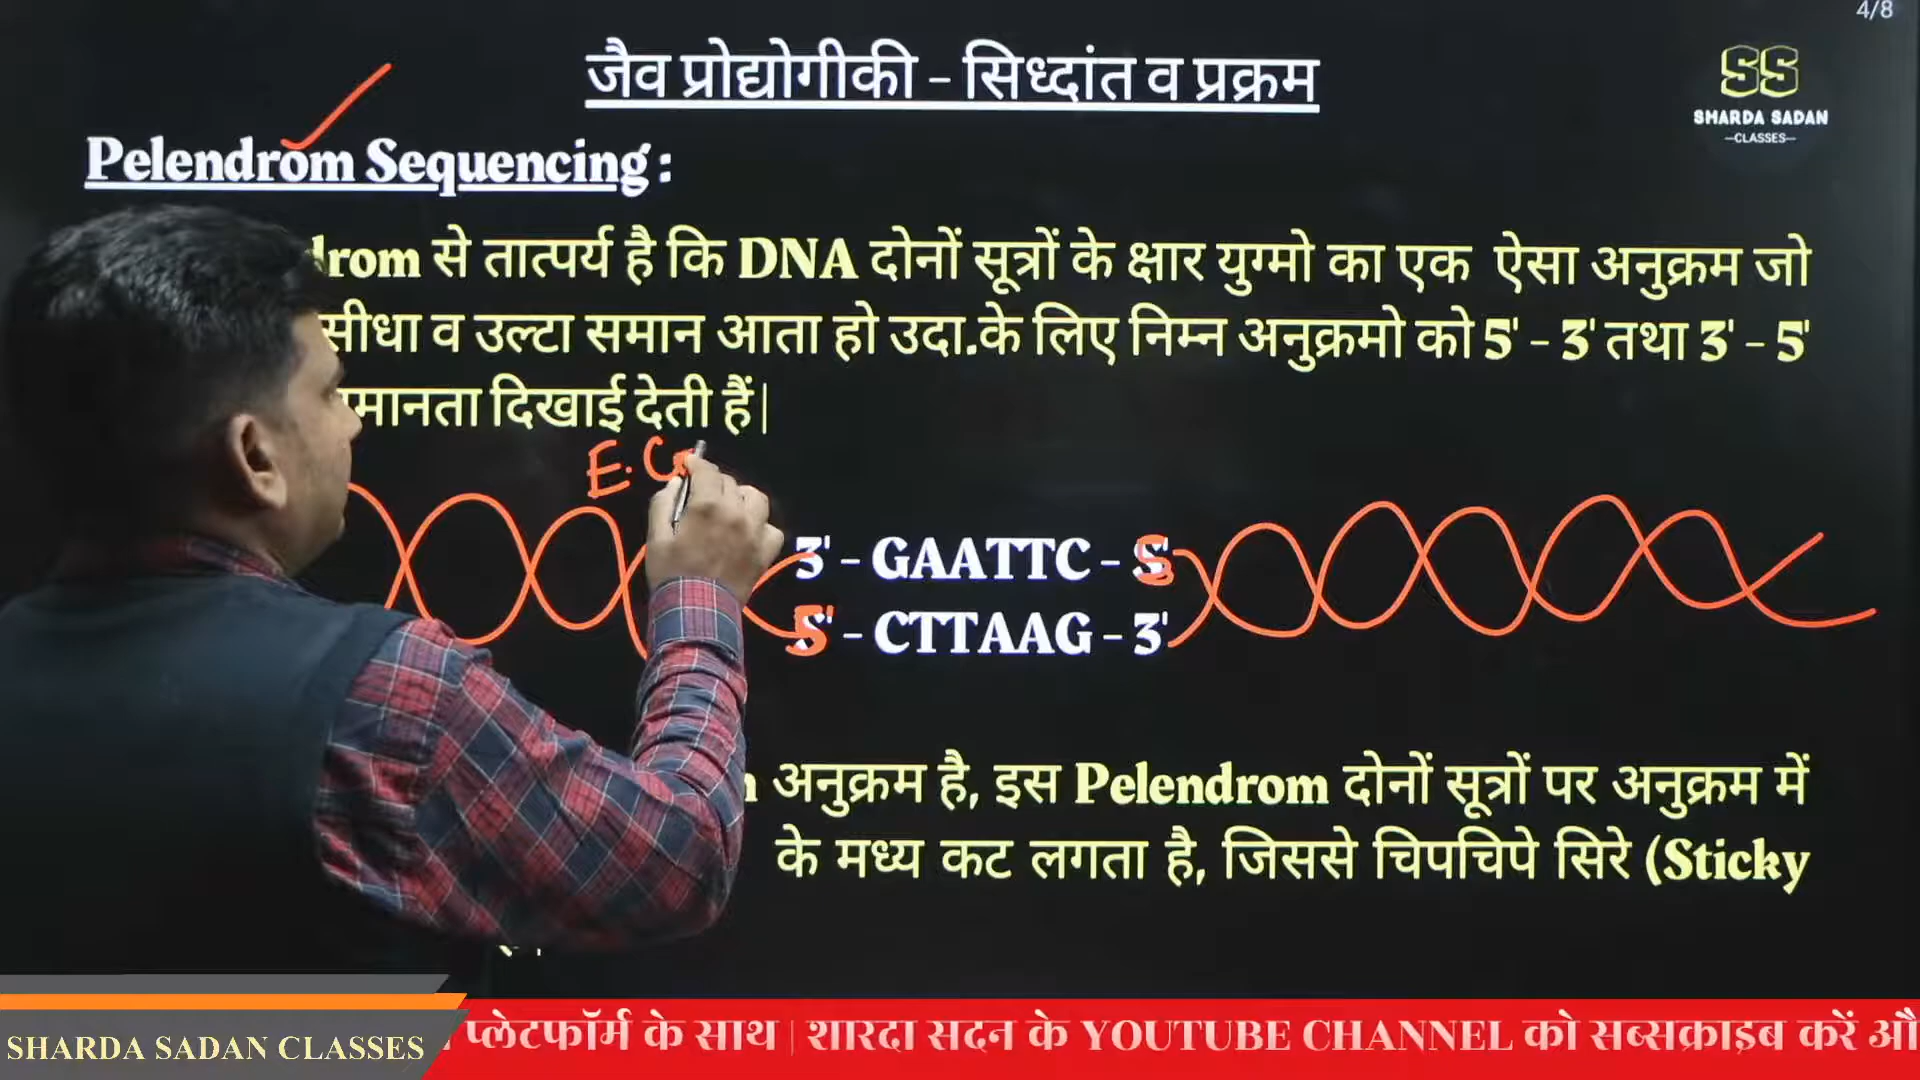 4/8
जैव प्रोद्योगीकी - सिध्दांत व प्रक्रम
SS
SHARDA SADAN
—CLASSES—
Pelendrom Sequencing :
drom से तात्पर्य है कि DNA दोनों सूत्रों के क्षार युग्मो का एक ऐसा अनुक्रम जो
सीधा व उल्टा समान आता हो उदा.के लिए निम्न अनुक्रमो को 5' - 3' तथा 3' - 5'
मानता दिखाई देती हैं|
E.G
3' - GAATTC - 5'
5' - CTTAAG - 3'
अनुक्रम है, इस Pelendrom दोनों सूत्रों पर अनुक्रम में
के मध्य कट लगता है, जिससे चिपचिपे सिरे (Sticky
SHARDA SADAN CLASSES
प्लेटफॉर्म के साथ | शारदा सदन के YOUTUBE CHANNEL को सब्सक्राइब करें औ